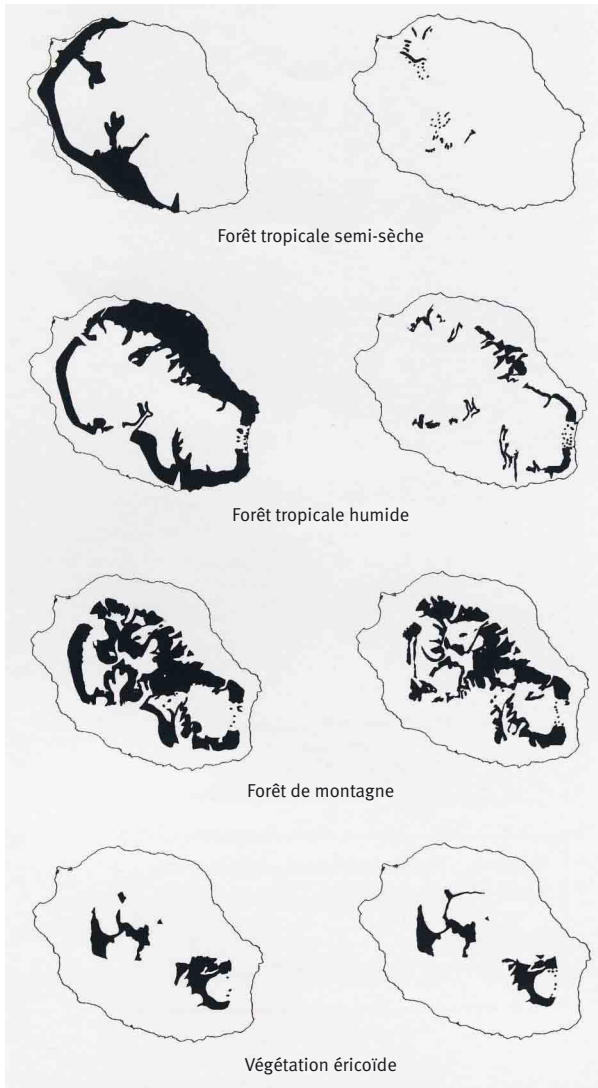 Forêt tropicale semi-sèche
Forêt tropicale humide
Forêt de montagne
Végétation éricoïde